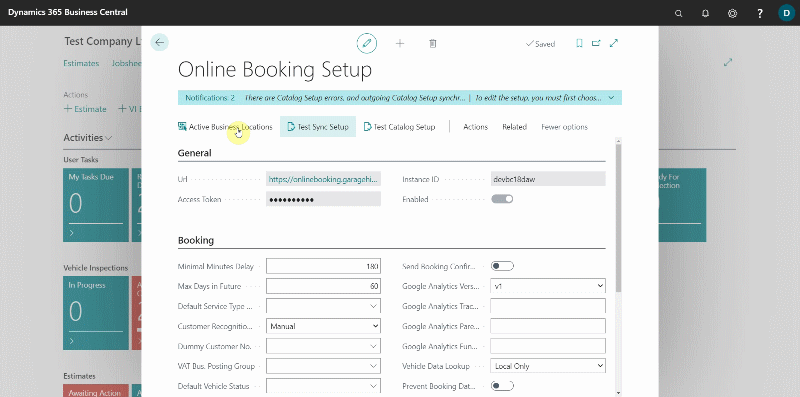 Dynamics 365 Business Central
?
D
Test Company L
Estimates Jobshee
Actions
+ Estimate + VI
Activities
User Tasks
My Tasks Due
0
Vehicle Inspections
In Progress
0
Estimates
Awaiting Action
Saved
Online Booking Setup
Notifications: 2 There are Catalog Setup errors, and outgoing Catalog Setup synchr... | To edit the setup, you must first choos...
Active Business Locations Test Sync Setup Test Catalog Setup Actions Related Fewer options
General
Url https://onlinebooking.garagehi... Instance ID devbc18daw
Access Token ●●●●●●●●●● Enabled
Booking
Minimal Minutes Delay 180 Send Booking Confir...
Max Days in Future 60 Google Analytics Vers... v1
Default Service Type ... Google Analytics Trac...
Customer Recognitio... Manual Google Analytics Pare...
Dummy Customer No. Google Analytics Fun...
VAT Bus. Posting Group Vehicle Data Lookup Local Only
Default Vehicle Status Prevent Booking Dat...
dy For
ection